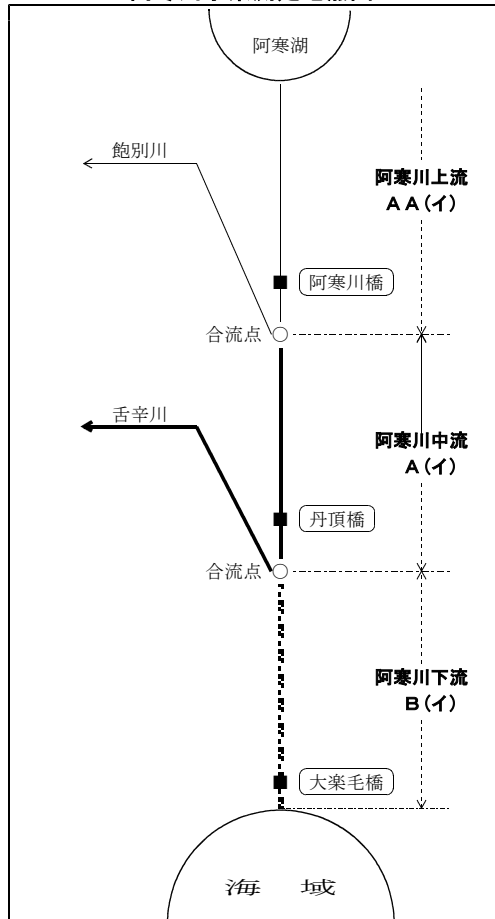 阿寒湖
飽別川
阿寒川上流
ＡＡ（イ）
阿寒川橋
合流点
舌辛川
阿寒川中流
Ａ（イ）
丹頂橋
合流点
阿寒川下流
Ｂ（イ）
大楽毛橋
海　域